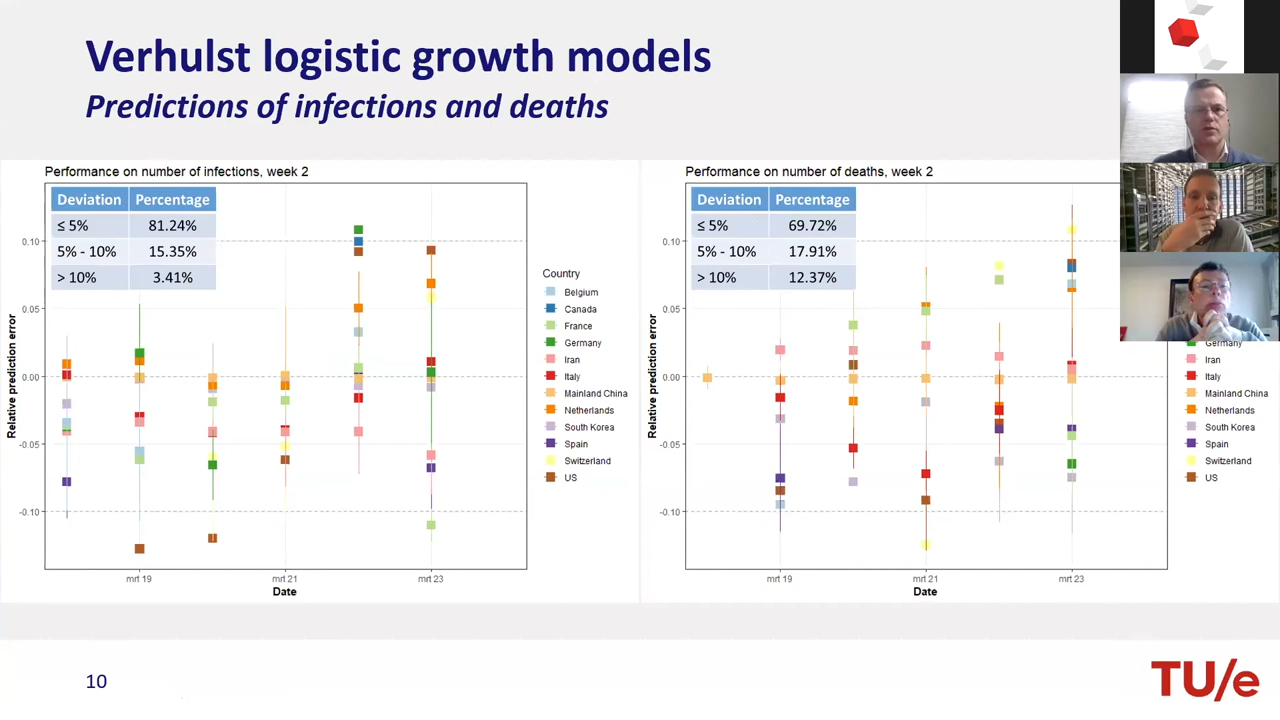 Verhulst logistic growth models
Predictions of infections and deaths
Performance on number of infections, week 2
Deviation Percentage
≤ 5% 81.24%
5% - 10% 15.35%
> 10% 3.41%
0.10
0.05
0.00
-0.05
-0.10
Relative prediction error
mrt 19 mrt 21 mrt 23
Date
Country
Belgium
Canada
France
Germany
Iran
Italy
Mainland China
Netherlands
South Korea
Spain
Switzerland
US
Performance on number of deaths, week 2
Deviation Percentage
≤ 5% 69.72%
5% - 10% 17.91%
> 10% 12.37%
0.10
0.05
0.00
-0.05
-0.10
Relative prediction error
mrt 19 mrt 21 mrt 23
Date
Germany
Iran
Italy
Mainland China
Netherlands
South Korea
Spain
Switzerland
US
10
TU/e